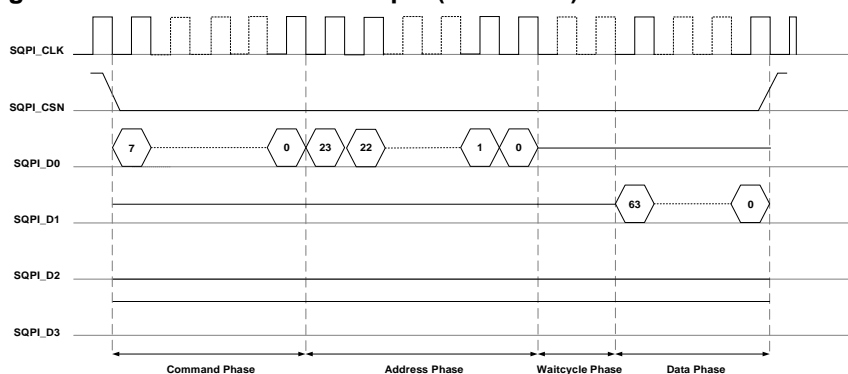 SQPI_CLK
SQPI_CSN
7 0 23 22 1 0
SQPI_D0
63 0
SQPI_D1
SQPI_D2
SQPI_D3
Command Phase Address Phase Waitcycle Phase Data Phase